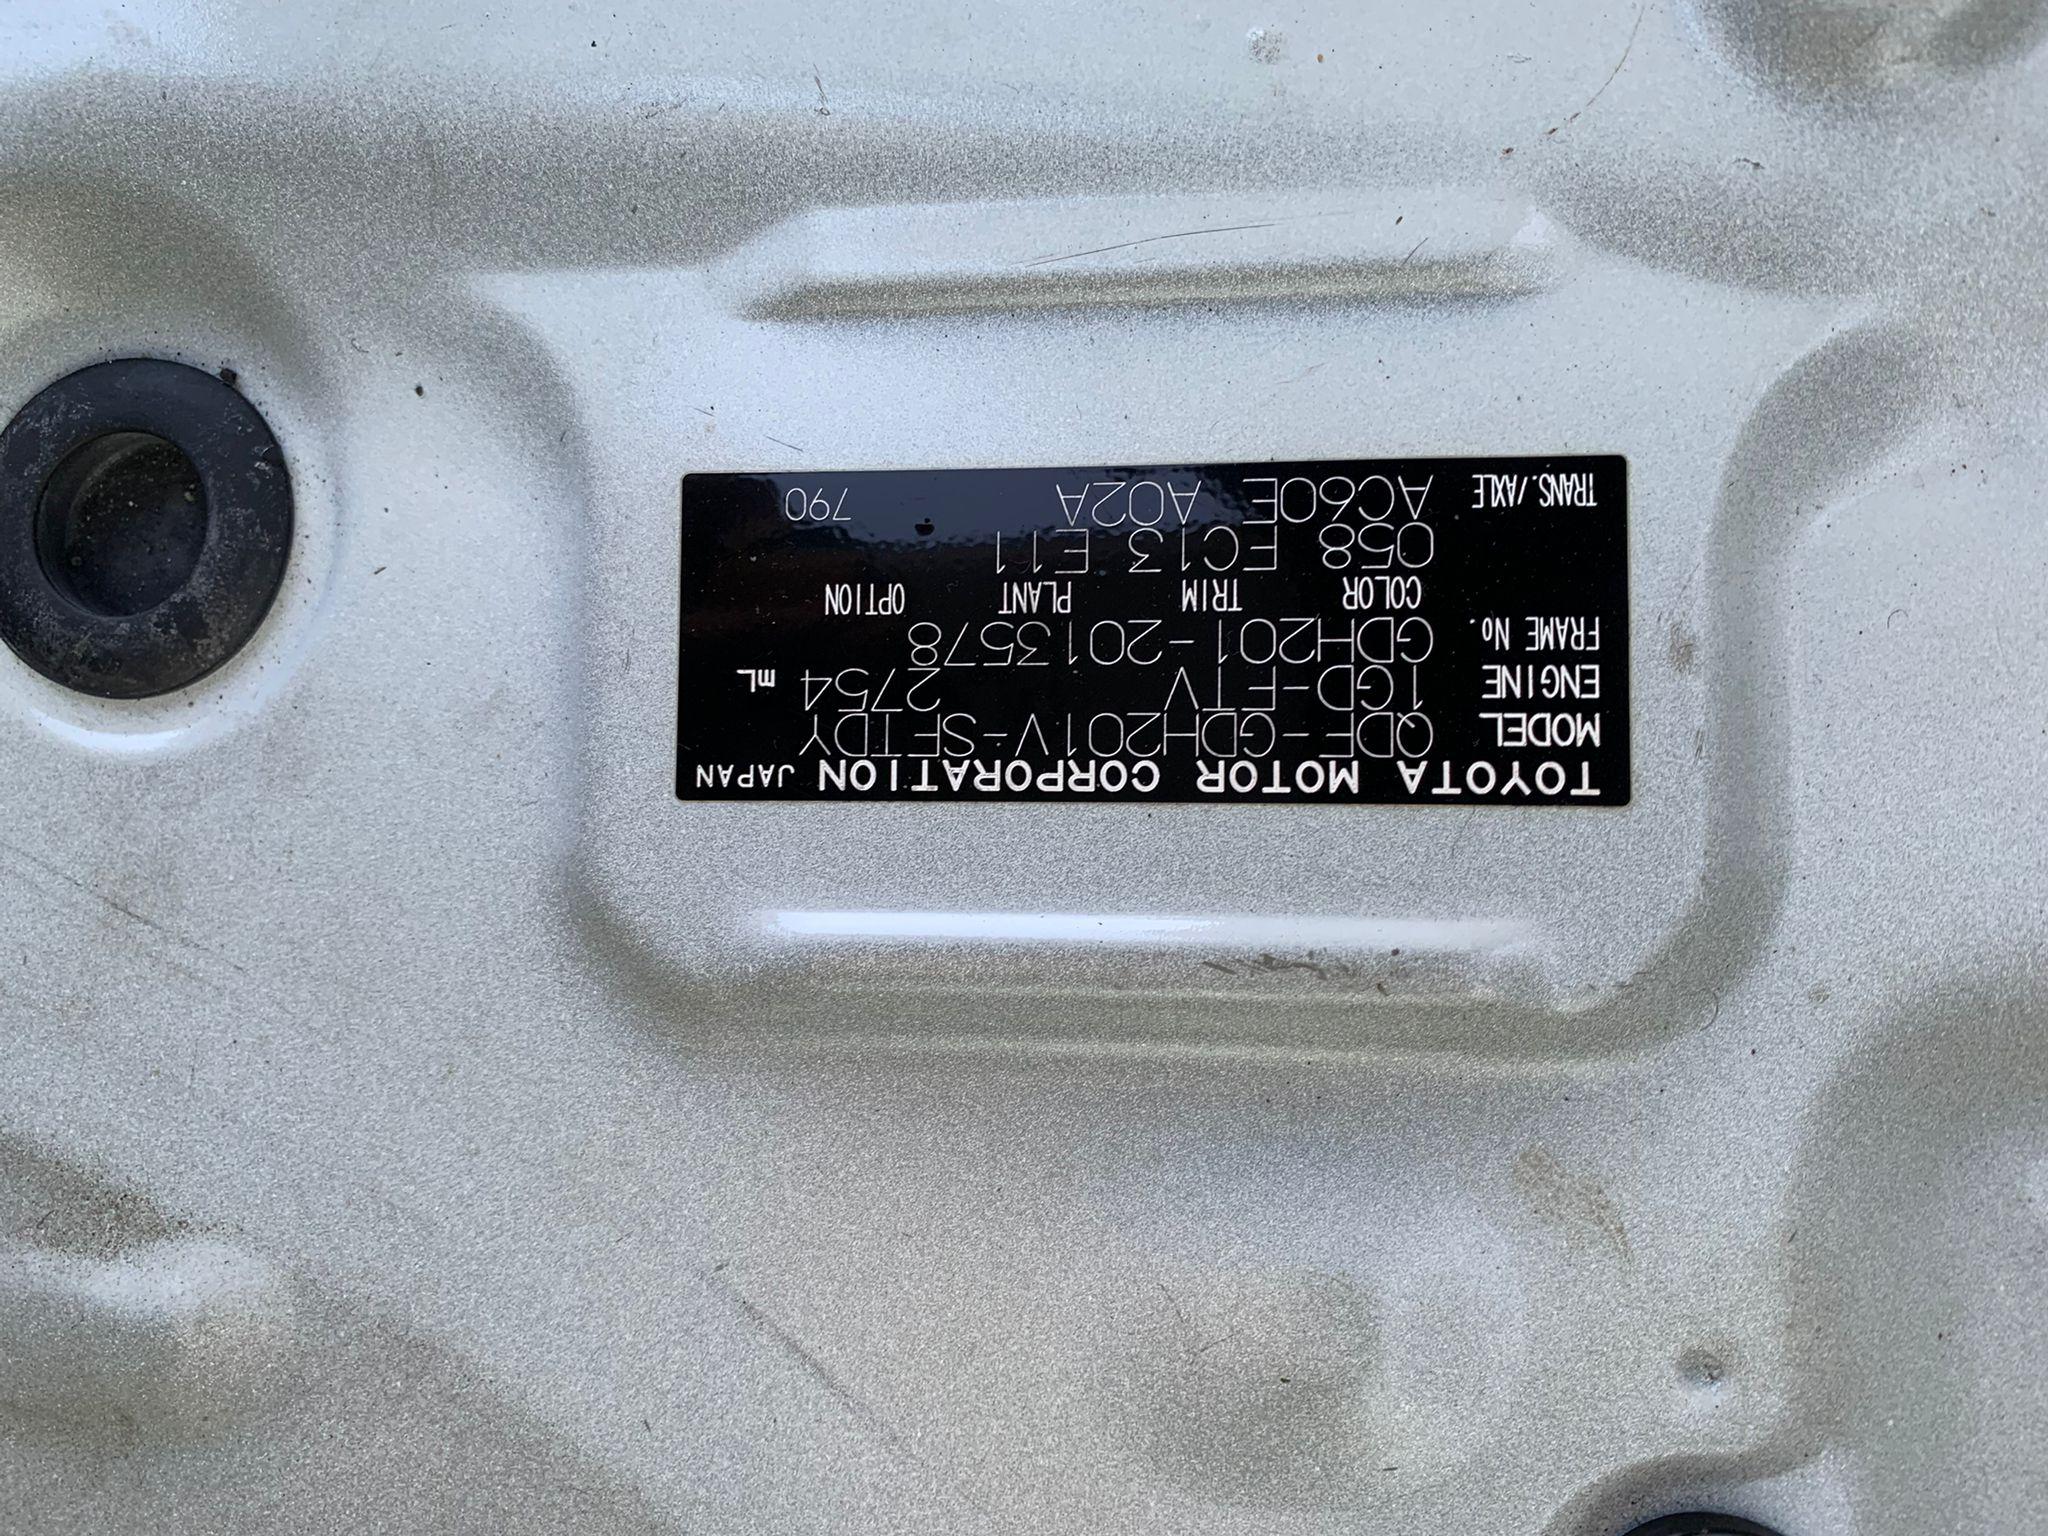 TOYOTA MOTOR CORPORATION JAPAN
MODEL QDF-GDH201V-SFTDY
ENGINE 1GD-FTV 2754 mL
FRAME No. GDH201-2013578
COLOR TRIM PLANT OPTION
058 FC13 E11
TRANS./AXLE AC60E A02A 790